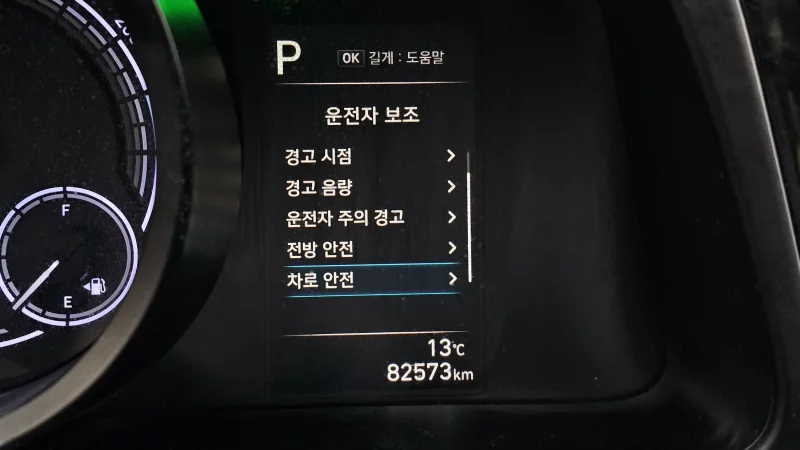 P
OK 길게 : 도움말
운전자 보조
경고 시점
경고 음량
운전자 주의 경고
전방 안전
차로 안전
13℃
82573km
F
E